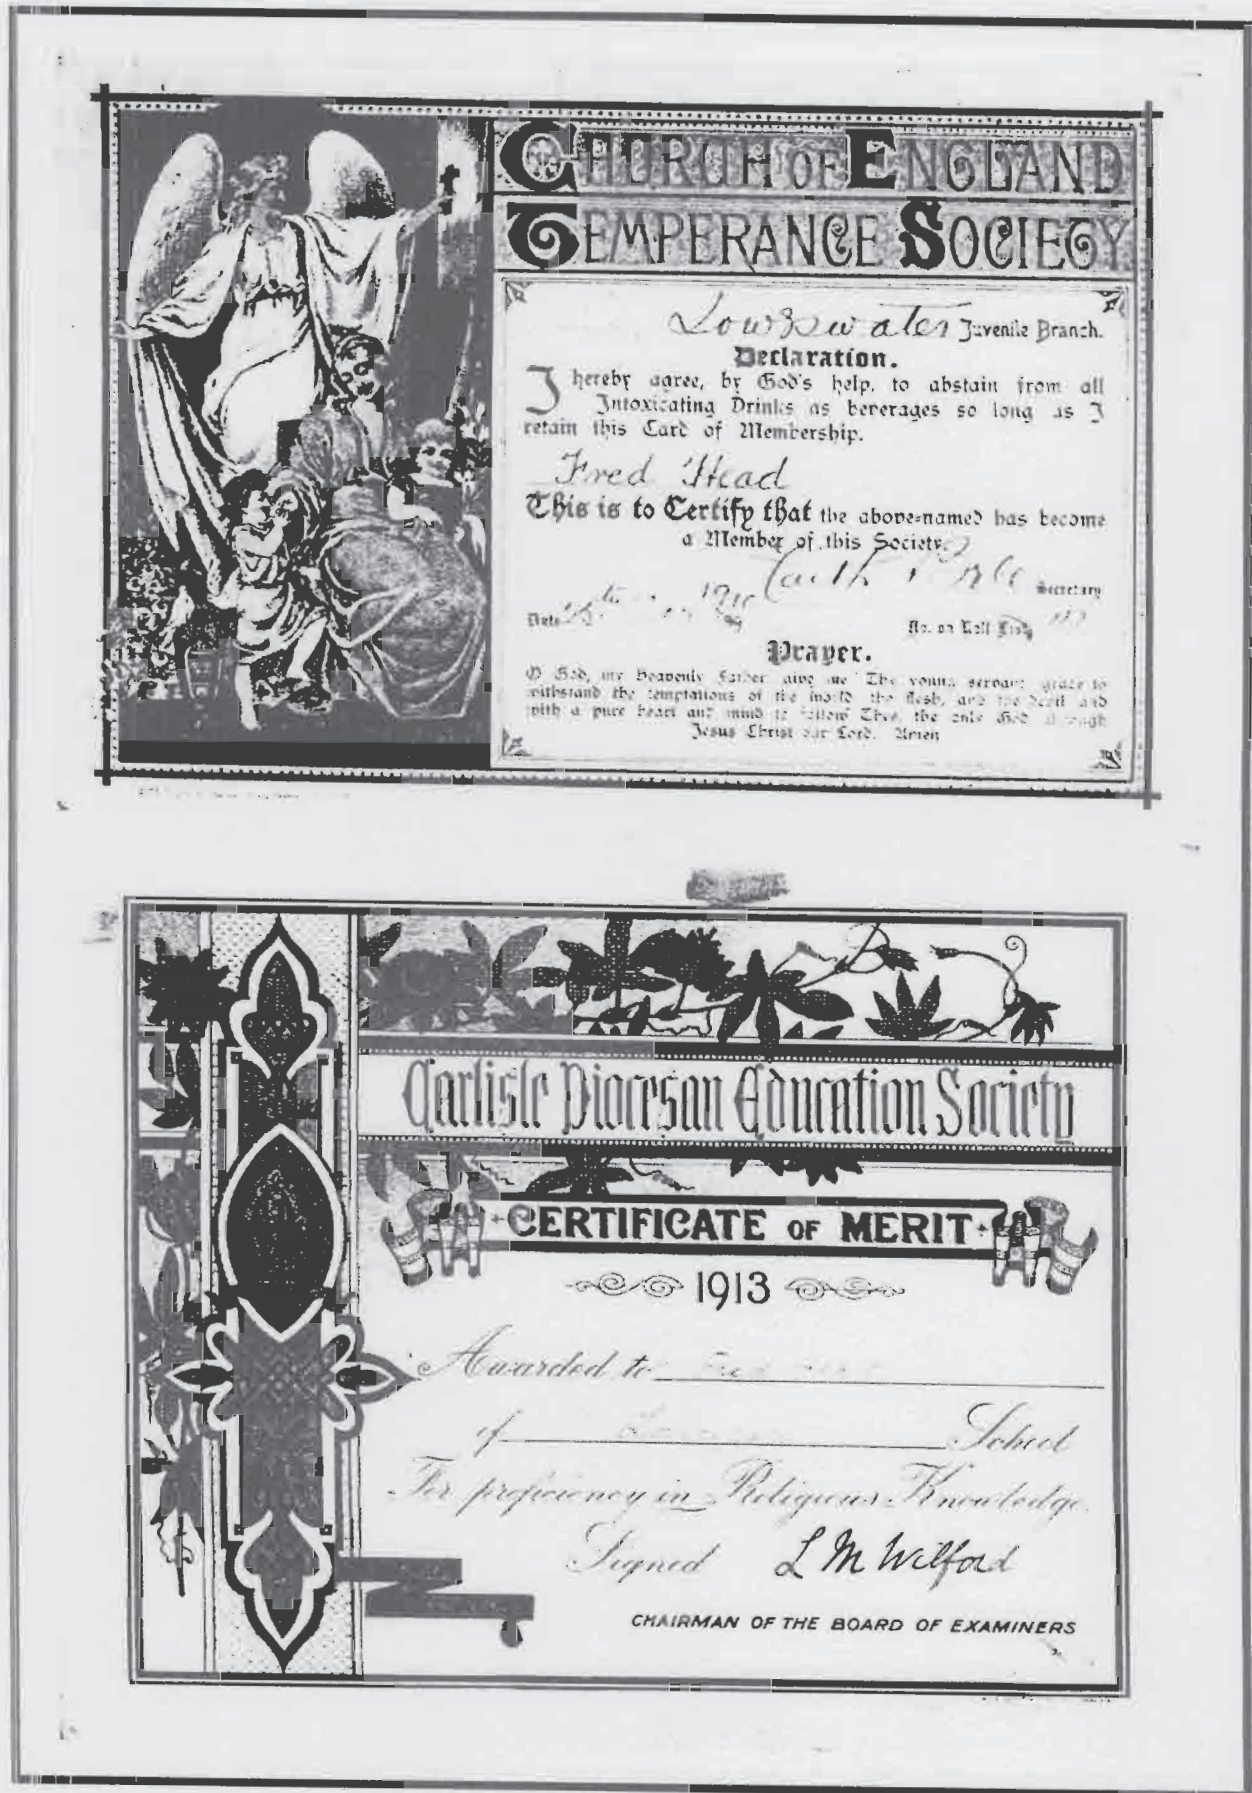 CHURCH OF ENGLAND
TEMPERANCE SOCIETY
Lowswater Juvenile Branch.
Declaration.
I hereby agree, by God's help, to abstain from all
Intoxicating Drinks as beverages so long as I
retain this Card of Membership.
Fred Head
This is to Certify that the above-named has become
a Member of this Society
Secretary
Date
No. on Roll
Prayer.
O God, my heavenly Father give me Thy young servant grace to
withstand the temptations of the world the flesh, and the devil and
with a pure heart and mind to follow Thee, the only God through
Jesus Christ our Lord. Amen
Carlisle Diocesan Education Society
CERTIFICATE OF MERIT
1913
Awarded to
of School
For proficiency in Religious Knowledge.
Signed L M Wilford
CHAIRMAN OF THE BOARD OF EXAMINERS